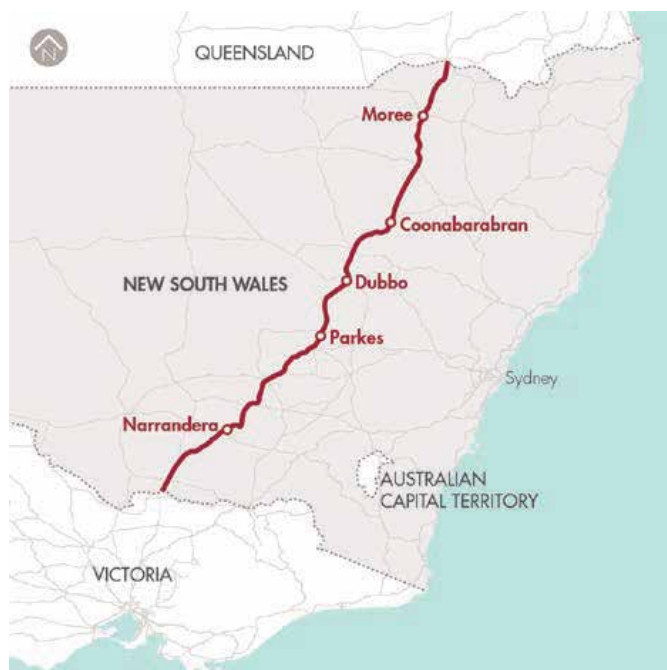 N
QUEENSLAND
Moree
Coonabarabran
NEW SOUTH WALES
Dubbo
Parkes
Sydney
Narrandera
AUSTRALIAN
CAPITAL TERRITORY
VICTORIA